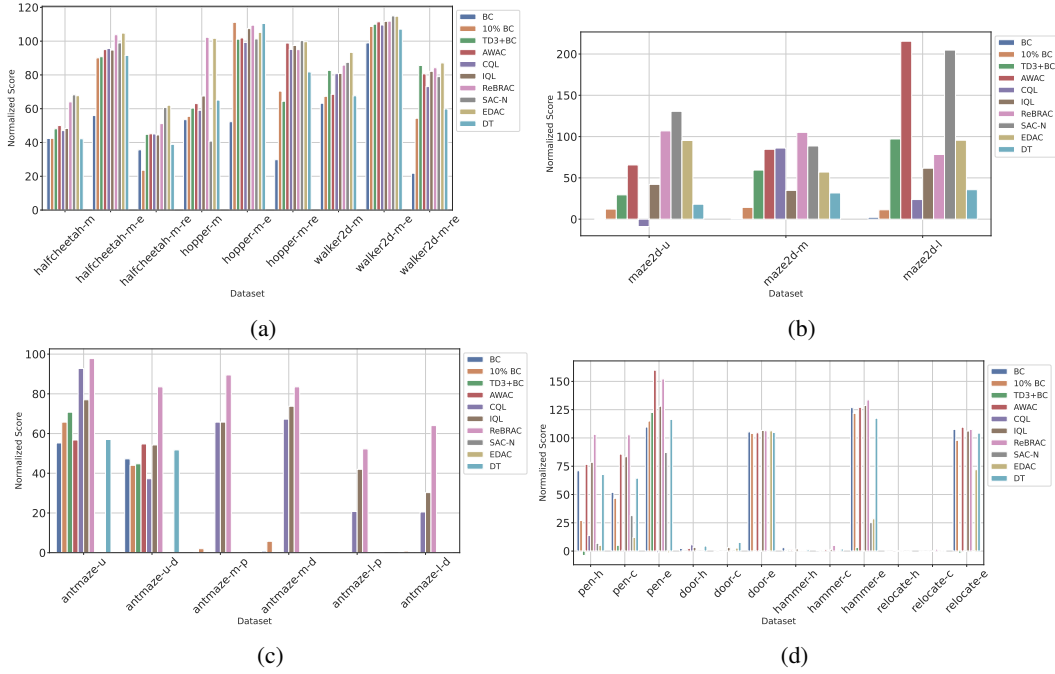 120
100
80
60
40
20
0
Normalized Score
halfcheetah-m
halfcheetah-m-e
halfcheetah-m-re
hopper-m
hopper-m-e
hopper-m-re
walker2d-m
walker2d-m-e
walker2d-m-re
Dataset
BC
10% BC
TD3+BC
AWAC
CQL
IQL
ReBRAC
SAC-N
EDAC
DT
(a)
200
150
100
50
0
Normalized Score
maze2d-u
maze2d-m
maze2d-l
Dataset
BC
10% BC
TD3+BC
AWAC
CQL
IQL
ReBRAC
SAC-N
EDAC
DT
(b)
100
80
60
40
20
0
Normalized Score
antmaze-u
antmaze-u-d
antmaze-m-p
antmaze-m-d
antmaze-l-p
antmaze-l-d
Dataset
BC
10% BC
TD3+BC
AWAC
CQL
IQL
ReBRAC
SAC-N
EDAC
DT
(c)
150
125
100
75
50
25
0
Normalized Score
pen-h
pen-c
pen-e
door-h
door-c
door-e
hammer-h
hammer-c
hammer-e
relocate-h
relocate-c
relocate-e
Dataset
BC
10% BC
TD3+BC
AWAC
CQL
IQL
ReBRAC
SAC-N
EDAC
DT
(d)